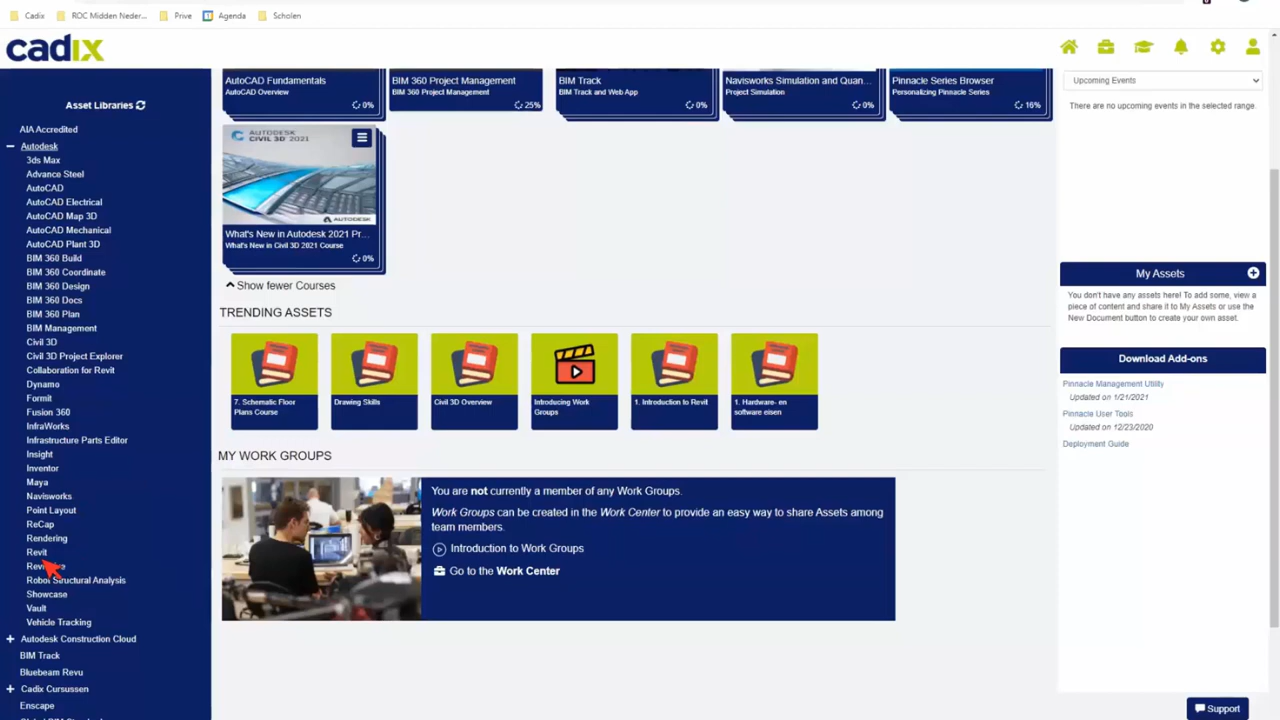 Cadix
ROC Midden Neder...
Prive
Agenda
Scholen
cadix
Asset Libraries
AIA Accredited
Autodesk
3ds Max
Advance Steel
AutoCAD
AutoCAD Electrical
AutoCAD Map 3D
AutoCAD Mechanical
AutoCAD Plant 3D
BIM 360 Build
BIM 360 Coordinate
BIM 360 Design
BIM 360 Docs
BIM 360 Plan
BIM Management
Civil 3D
Civil 3D Project Explorer
Collaboration for Revit
Dynamo
Formit
Fusion 360
InfraWorks
Infrastructure Parts Editor
Insight
Inventor
Maya
Navisworks
Point Layout
ReCap
Rendering
Revit
Robot Structural Analysis
Showcase
Vault
Vehicle Tracking
Autodesk Construction Cloud
BIM Track
Bluebeam Revu
Cadix Cursussen
Enscape
AutoCAD Fundamentals
AutoCAD Overview
0%
BIM 360 Project Management
BIM 360 Project Management
25%
BIM Track
BIM Track and Web App
0%
Navisworks Simulation and Quan...
Project Simulation
0%
Pinnacle Series Browser
Personalizing Pinnacle Series
16%
AUTODESK
CIVIL 3D 2021
AUTODESK
What's New in Autodesk 2021 Pr...
What's New in Civil 3D 2021 Course
0%
Show fewer Courses
TRENDING ASSETS
7. Schematic Floor
Plans Course
Drawing Skills
Civil 3D Overview
Introducing Work
Groups
1. Introduction to Revit
1. Hardware- en
software eisen
MY WORK GROUPS
You are not currently a member of any Work Groups.
Work Groups can be created in the Work Center to provide an easy way to share Assets among
team members.
Introduction to Work Groups
Go to the Work Center
Upcoming Events
There are no upcoming events in the selected range.
My Assets
You don't have any assets here! To add some, view a
piece of content and share it to My Assets or use the
New Document button to create your own asset.
Download Add-ons
Pinnacle Management Utility
Updated on 1/21/2021
Pinnacle User Tools
Updated on 12/23/2020
Deployment Guide
Support